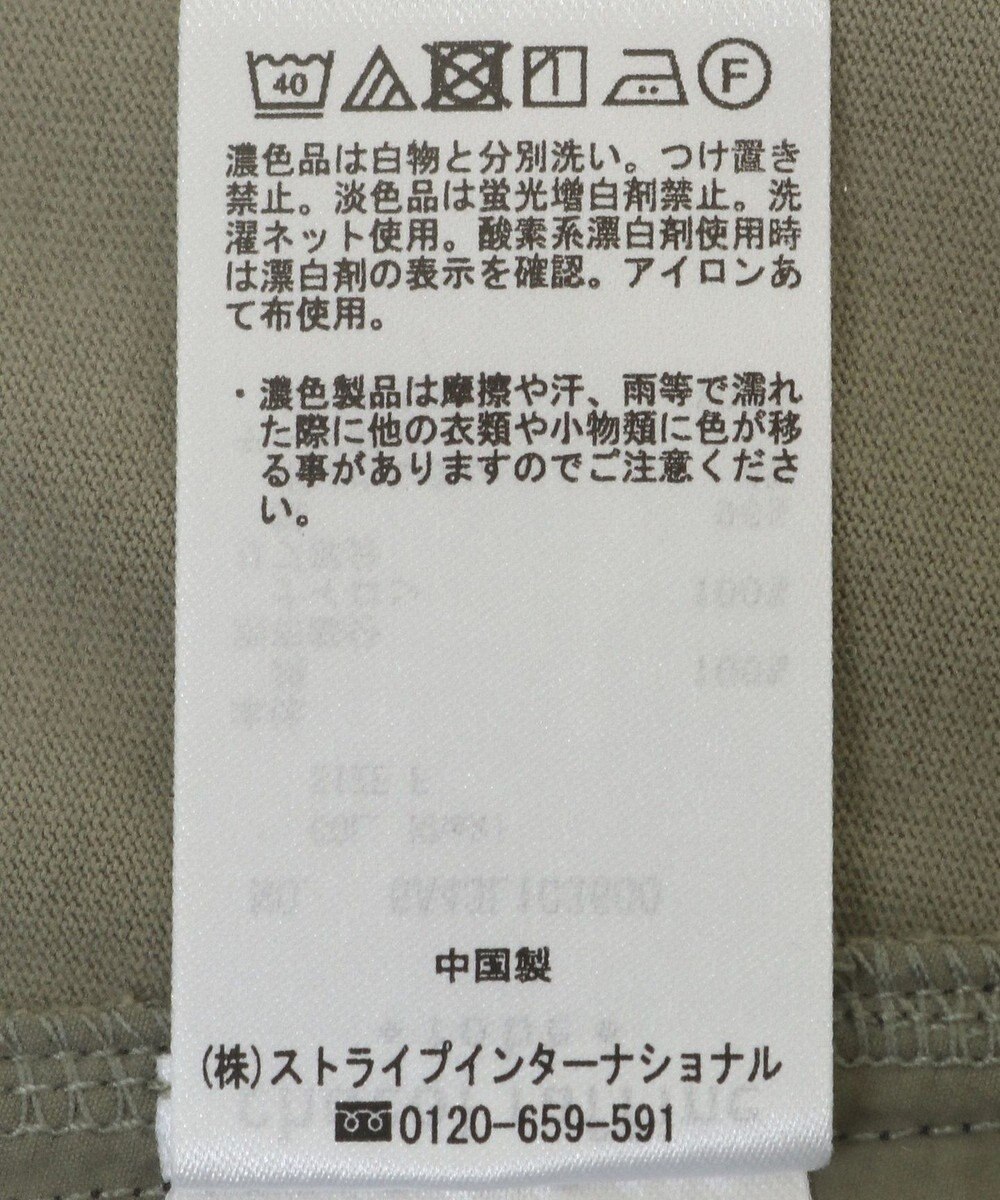 40 F
濃色品は白物と分別洗い。つけ置き
禁止。淡色品は蛍光増白剤禁止。洗
濯ネット使用。酸素系漂白剤使用時
は漂白剤の表示を確認。アイロンあ
て布使用。
・濃色製品は摩擦や汗、雨等で濡れ
た際に他の衣類や小物類に色が移
る事がありますのでご注意くださ
い。
中国製
(株)ストライプインターナショナル
0120-659-591